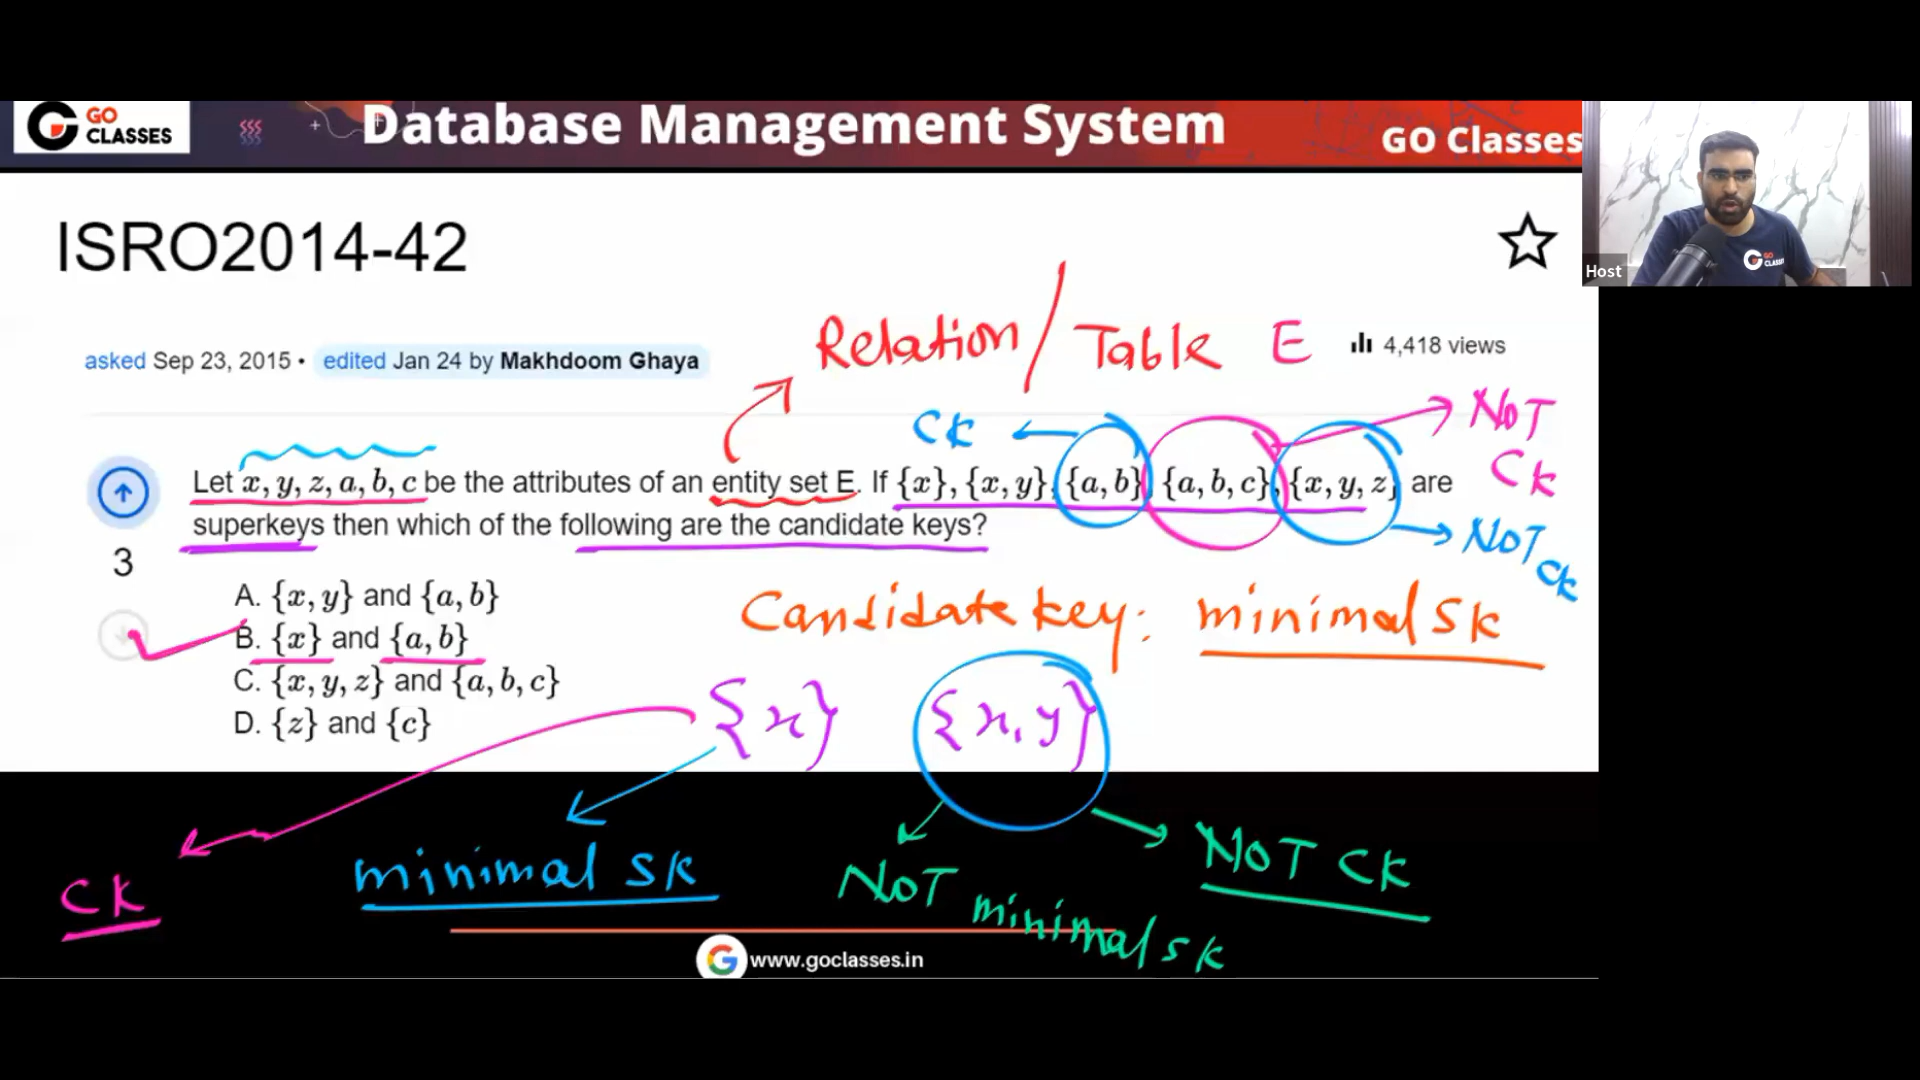 GO
CLASSES
Database Management System
GO Classes
Host
ISRO2014-42
Relation / Table E
4,418 views
asked Sep 23, 2015 • edited Jan 24 by Makhdoom Ghaya
CK
NOT
CK
Let x, y, z, a, b, c be the attributes of an entity set E. If {x}, {x, y}, {a, b}, {a, b, c}, {x, y, z} are
superkeys then which of the following are the candidate keys?
NOT
CK
3
A. {x, y} and {a, b}
B. {x} and {a, b}
C. {x, y, z} and {a, b, c}
D. {z} and {c}
Candidate key: minimal SK
{x} {x, y}
CK
minimal SK
NOT minimal SK
NOT CK
www.goclasses.in